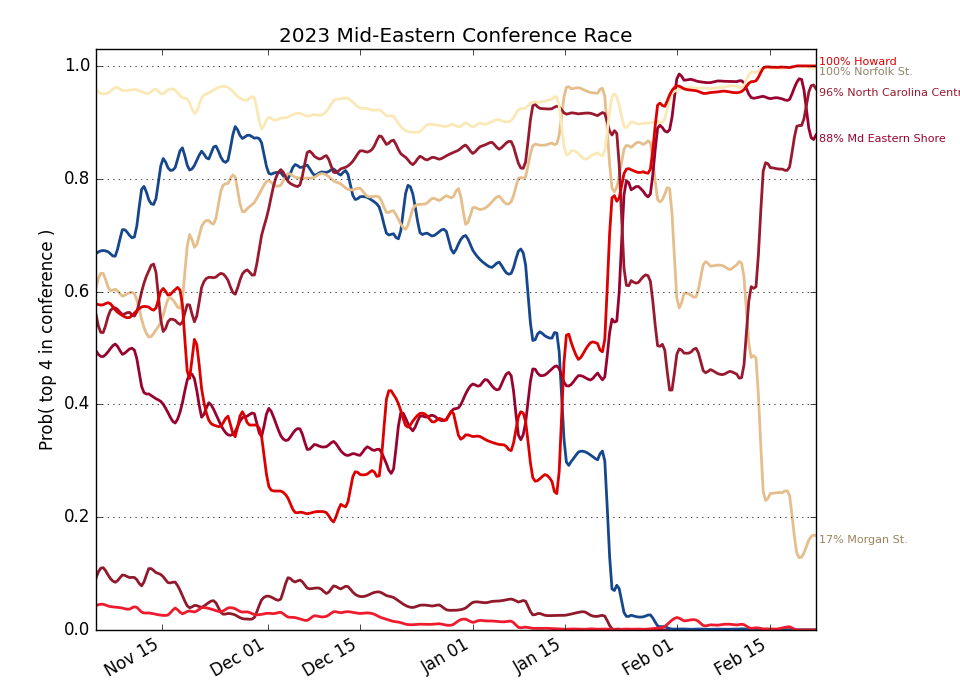 2023 Mid-Eastern Conference Race
Prob( top 4 in conference )
1.0
0.8
0.6
0.4
0.2
0.0
Nov 15
Dec 01
Dec 15
Jan 01
Jan 15
Feb 01
Feb 15
100% Howard
100% Norfolk St.
96% North Carolina Centr
88% Md Eastern Shore
17% Morgan St.